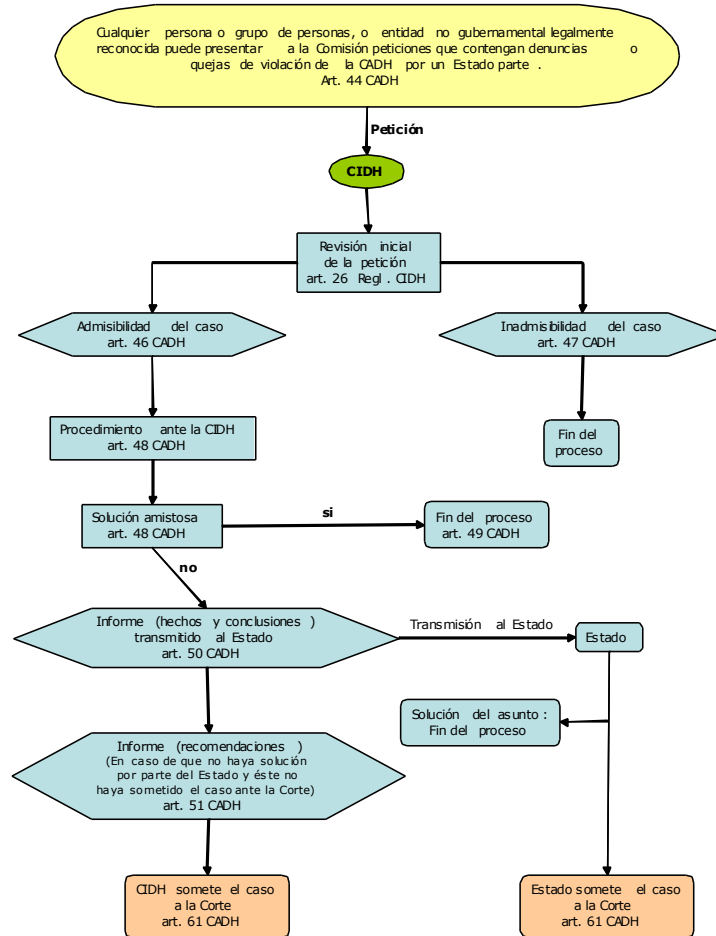 Cualquier persona o grupo de personas, o entidad no gubernamental legalmente
reconocida puede presentar a la Comisión peticiones que contengan denuncias o
quejas de violación de la CADH por un Estado parte .
Art. 44 CADH
Petición
CIDH
Revisión inicial
de la petición
art. 26 Regl . CIDH
Admisibilidad del caso
art. 46 CADH
Inadmisibilidad del caso
art. 47 CADH
Procedimiento ante la CIDH
art. 48 CADH
Fin del
proceso
Solución amistosa
art. 48 CADH
si
Fin del proceso
art. 49 CADH
no
Informe (hechos y conclusiones )
transmitido al Estado
art. 50 CADH
Transmisión al Estado
Estado
Solución del asunto :
Fin del proceso
Informe (recomendaciones )
(En caso de que no haya solución
por parte del Estado y éste no
haya sometido el caso ante la Corte)
art. 51 CADH
CIDH somete el caso
a la Corte
art. 61 CADH
Estado somete el caso
a la Corte
art. 61 CADH